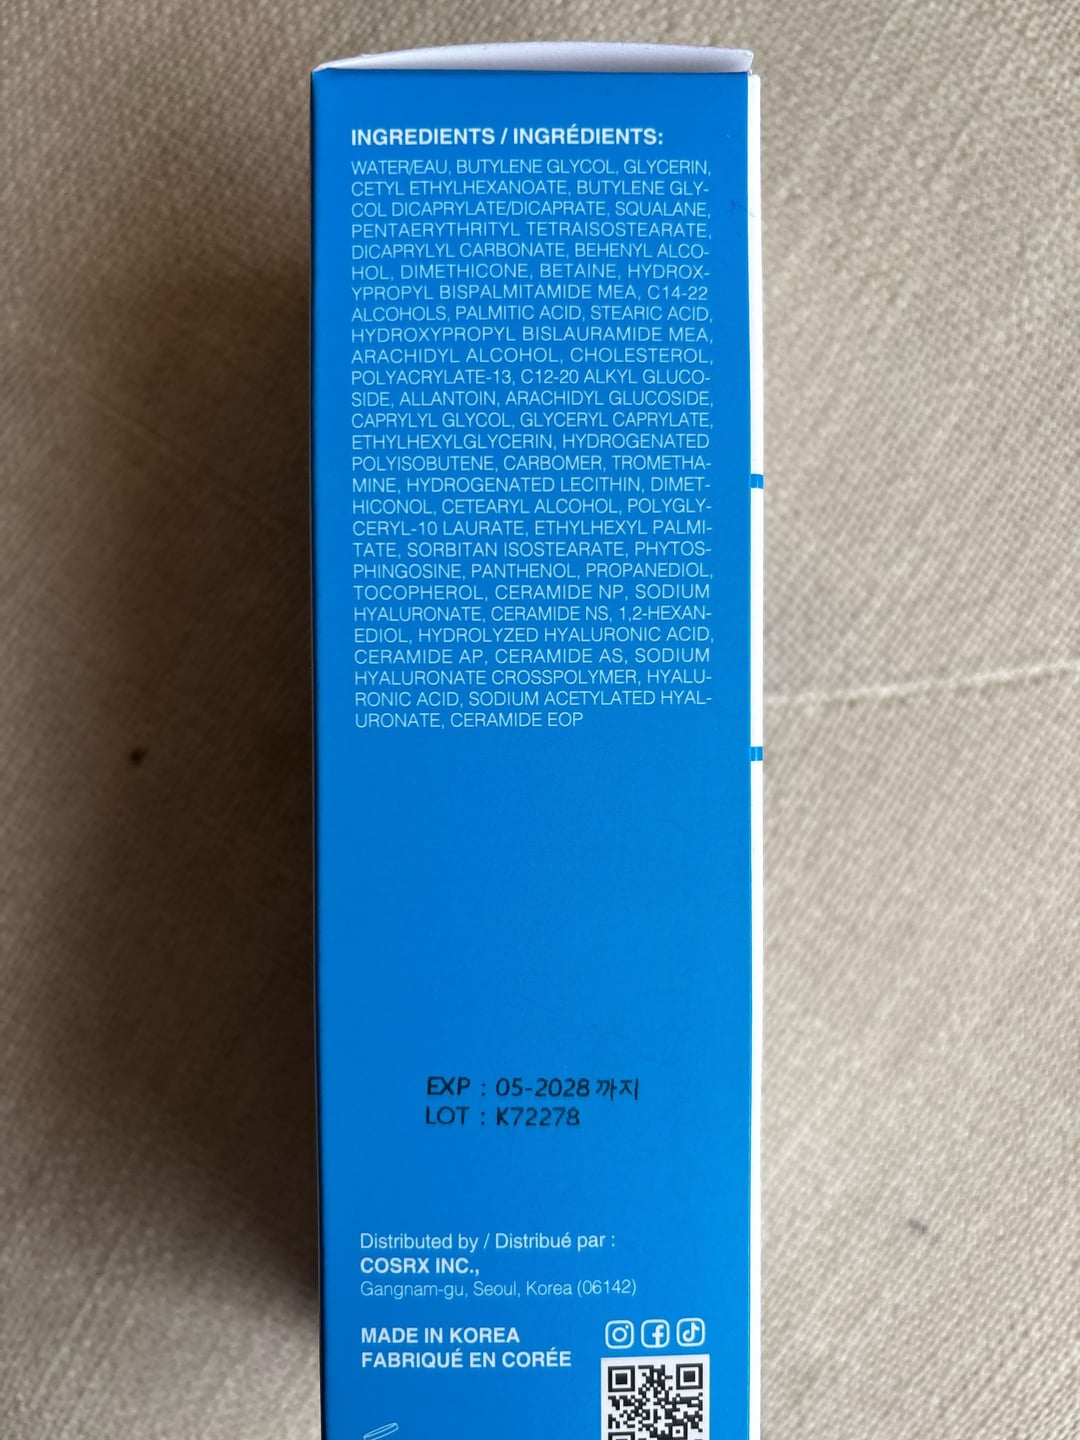 INGREDIENTS / INGRÉDIENTS:
WATER/EAU, BUTYLENE GLYCOL, GLYCERIN,
CETYL ETHYLHEXANOATE, BUTYLENE GLY-
COL DICAPRYLATE/DICAPRATE, SQUALANE,
PENTAERYTHRITYL TETRAISOSTEARATE,
DICAPRYLYL CARBONATE, BEHENYL ALCO-
HOL, DIMETHICONE, BETAINE, HYDROX-
YPROPYL BISPALMITAMIDE MEA, C14-22
ALCOHOLS, PALMITIC ACID, STEARIC ACID,
HYDROXYPROPYL BISLAURAMIDE MEA,
ARACHIDYL ALCOHOL, CHOLESTEROL,
POLYACRYLATE-13, C12-20 ALKYL GLUCO-
SIDE, ALLANTOIN, ARACHIDYL GLUCOSIDE,
CAPRYLYL GLYCOL, GLYCERYL CAPRYLATE,
ETHYLHEXYLGLYCERIN, HYDROGENATED
POLYISOBUTENE, CARBOMER, TROMETHA-
MINE, HYDROGENATED LECITHIN, DIMET-
HICONOL, CETEARYL ALCOHOL, POLYGLY-
CERYL-10 LAURATE, ETHYLHEXYL PALMI-
TATE, SORBITAN ISOSTEARATE, PHYTOS-
PHINGOSINE, PANTHENOL, PROPANEDIOL,
TOCOPHEROL, CERAMIDE NP, SODIUM
HYALURONATE, CERAMIDE NS, 1,2-HEXAN-
EDIOL, HYDROLYZED HYALURONIC ACID,
CERAMIDE AP, CERAMIDE AS, SODIUM
HYALURONATE CROSSPOLYMER, HYALU-
RONIC ACID, SODIUM ACETYLATED HYAL-
URONATE, CERAMIDE EOP
EXP : 05-2028 까지
LOT : K72278
Distributed by / Distribué par :
COSRX INC.,
Gangnam-gu, Seoul, Korea (06142)
MADE IN KOREA
FABRIQUÉ EN CORÉE